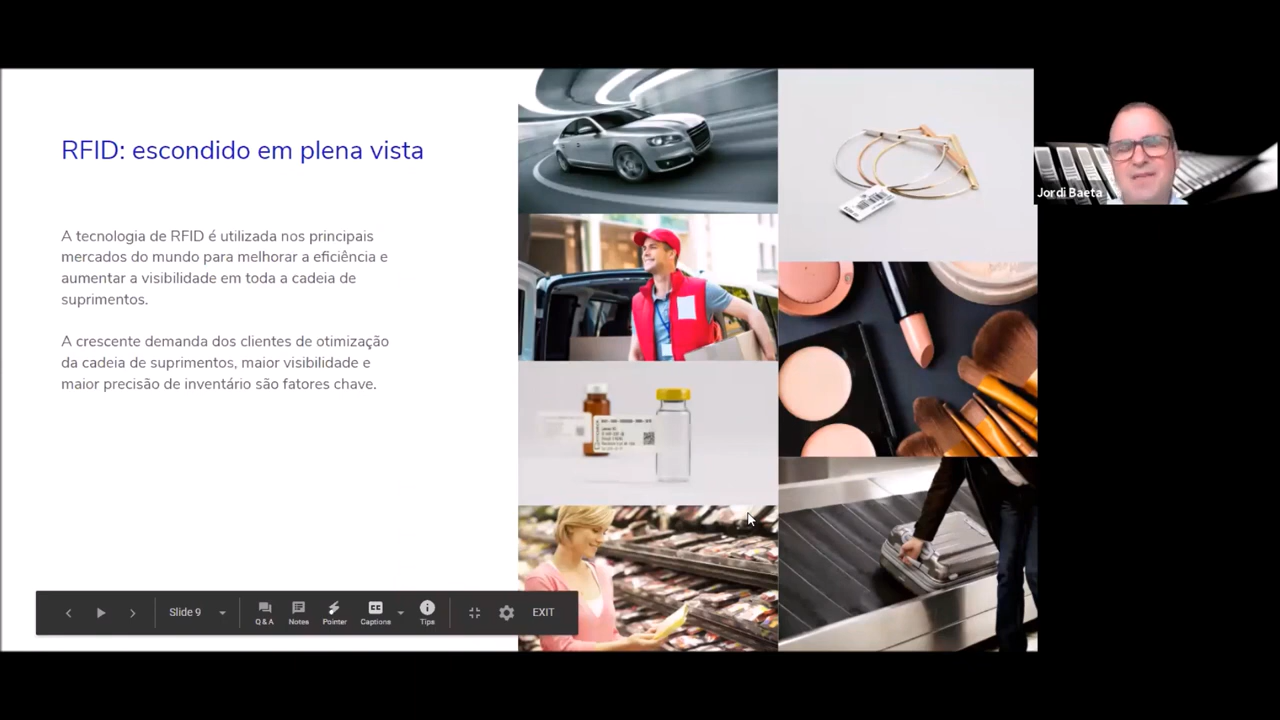 RFID: escondido em plena vista
A tecnologia de RFID é utilizada nos principais
mercados do mundo para melhorar a eficiência e
aumentar a visibilidade em toda a cadeia de
suprimentos.
A crescente demanda dos clientes de otimização
da cadeia de suprimentos, maior visibilidade e
maior precisão de inventário são fatores chave.
Jordi Baeta
Slide 9
Q & A
Notes
Pointer
CC
Captions
Tips
EXIT